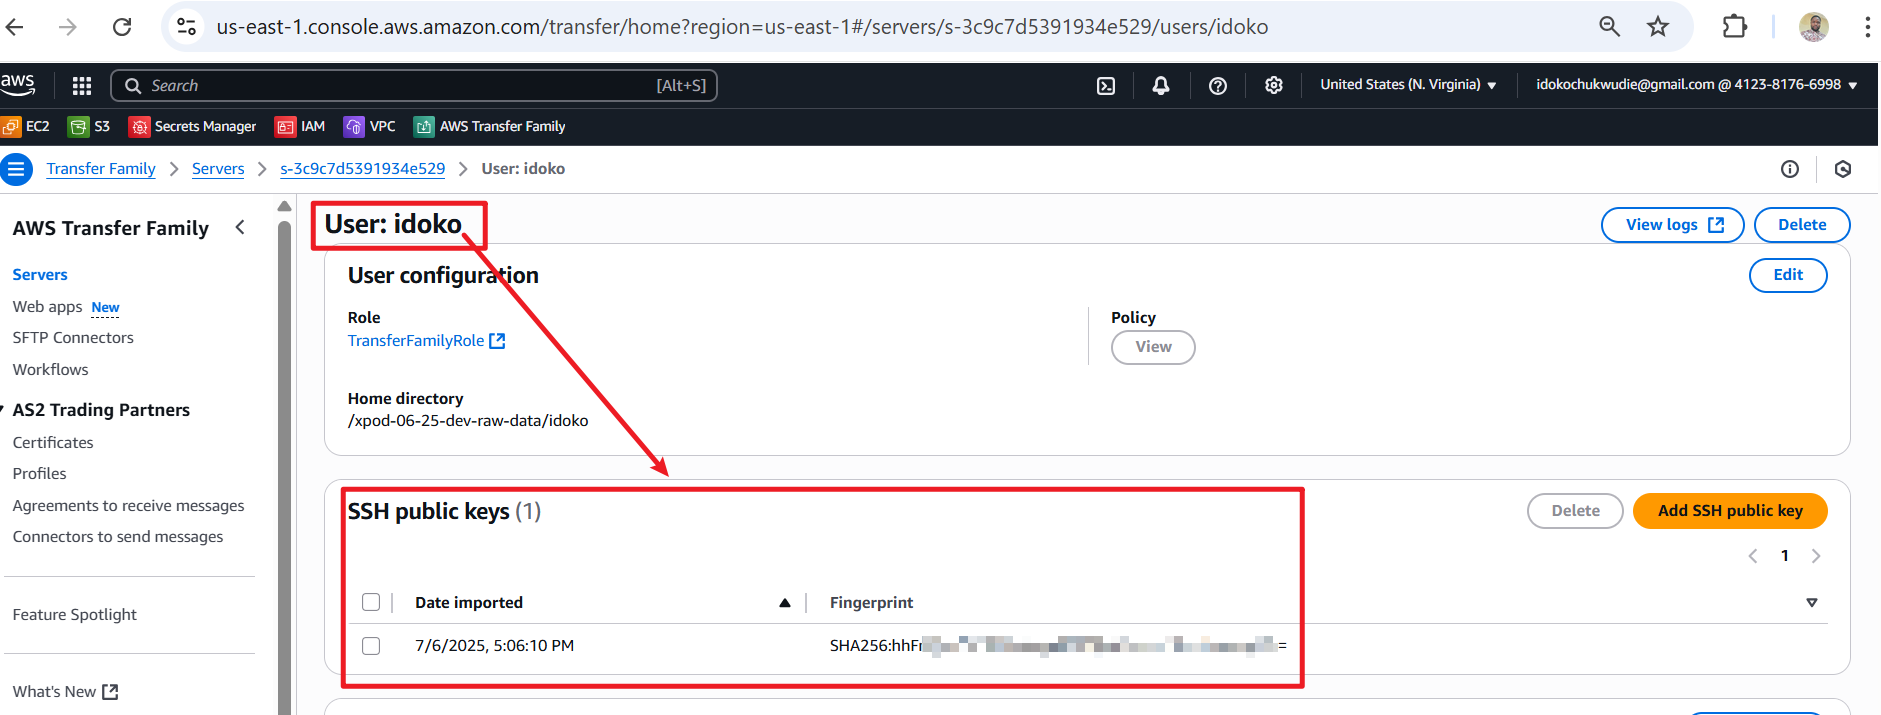 us-east-1.console.aws.amazon.com/transfer/home?region=us-east-1#/servers/s-3c9c7d5391934e529/users/idoko
aws
Search [Alt+S] United States (N. Virginia) idokochukwudie@gmail.com @ 4123-8176-6998
EC2 S3 Secrets Manager IAM VPC AWS Transfer Family
Transfer Family Servers s-3c9c7d5391934e529 User: idoko
AWS Transfer Family
Servers
Web apps New
SFTP Connectors
Workflows
AS2 Trading Partners
Certificates
Profiles
Agreements to receive messages
Connectors to send messages
Feature Spotlight
What's New
User: idoko
View logs Delete
User configuration
Edit
Role
TransferFamilyRole
Policy
View
Home directory
/xpod-06-25-dev-raw-data/idoko
SSH public keys (1)
Delete Add SSH public key
1
Date imported Fingerprint
7/6/2025, 5:06:10 PM SHA256:hhFr